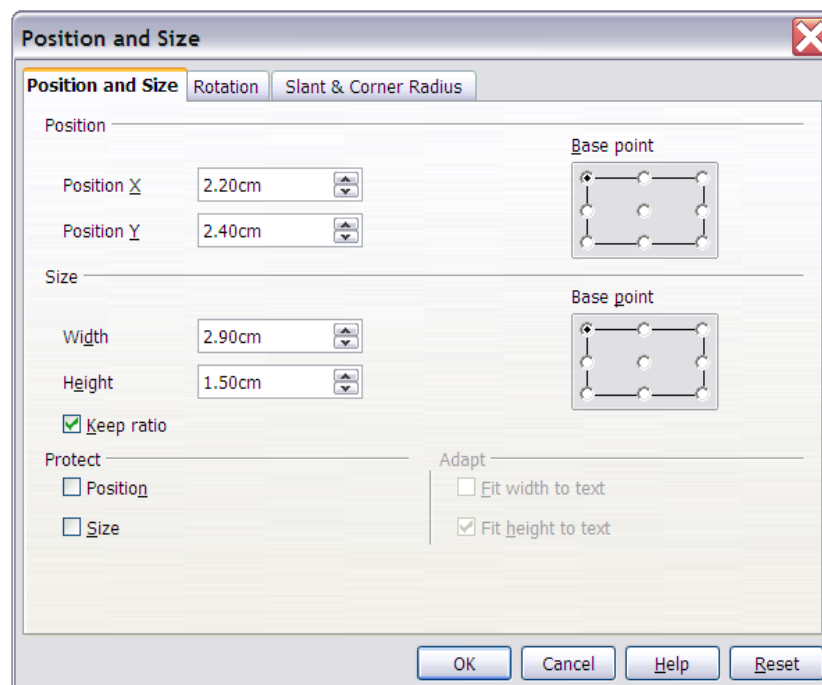 Position and Size
Position and Size Rotation Slant & Corner Radius
Position
Base point
Position X 2.20cm
Position Y 2.40cm
Size
Base point
Width 2.90cm
Height 1.50cm
Keep ratio
Protect Adapt
Position Fit width to text
Size Fit height to text
OK Cancel Help Reset